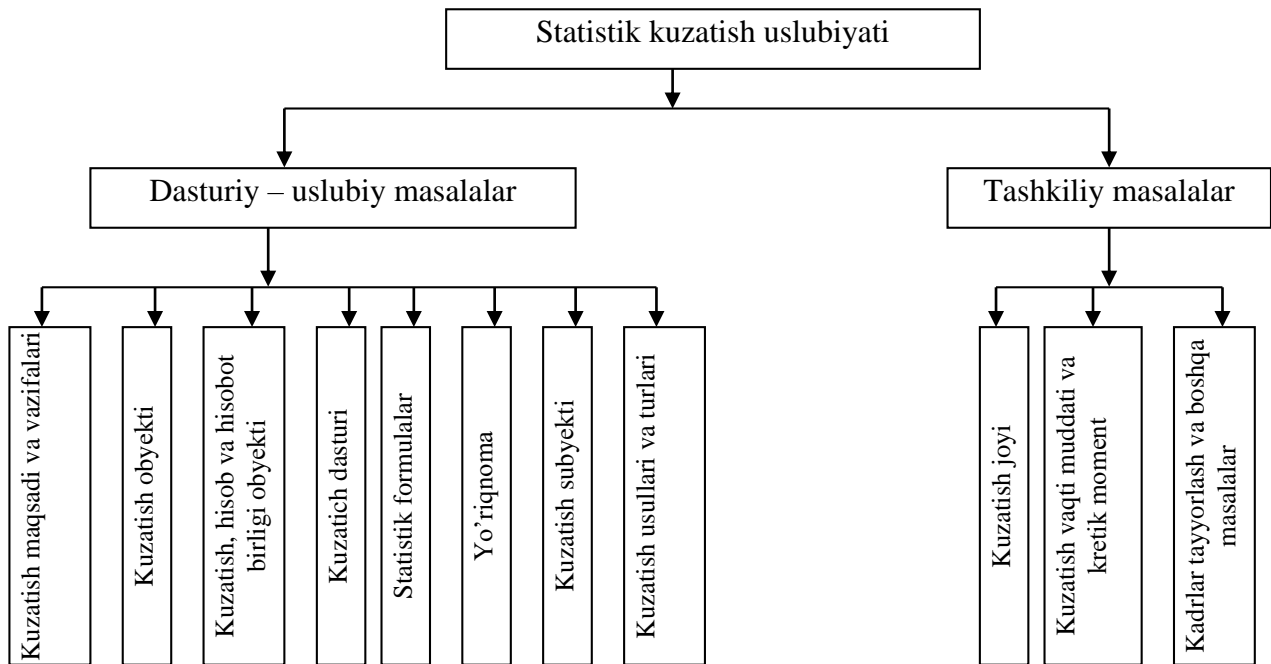 Statistik kuzatish uslubiyati
Dasturiy – uslubiy masalalar
Tashkiliy masalalar
Kuzatish maqsadi va vazifalari
Kuzatish obyekti
Kuzatish, hisob va hisobot
birligi obyekti
Kuzatich dasturi
Statistik formulalar
Yo’riqnoma
Kuzatish subyekti
Kuzatish usullari va turlari
Kuzatish joyi
Kuzatish vaqti muddati va
kretik moment
Kadrlar tayyorlash va boshqa
masalalar